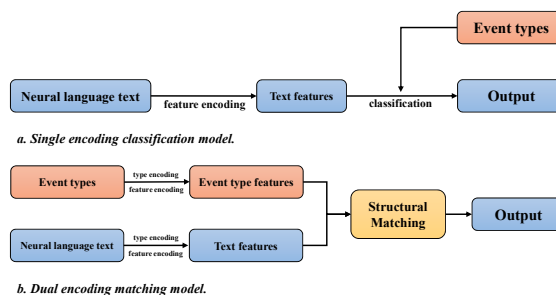 Event types
Neural language text
feature encoding
Text features
classification
Output
a. Single encoding classification model.
Event types
type encoding
feature encoding
Event type features
Structural
Matching
Output
Neural language text
type encoding
feature encoding
Text features
b. Dual encoding matching model.